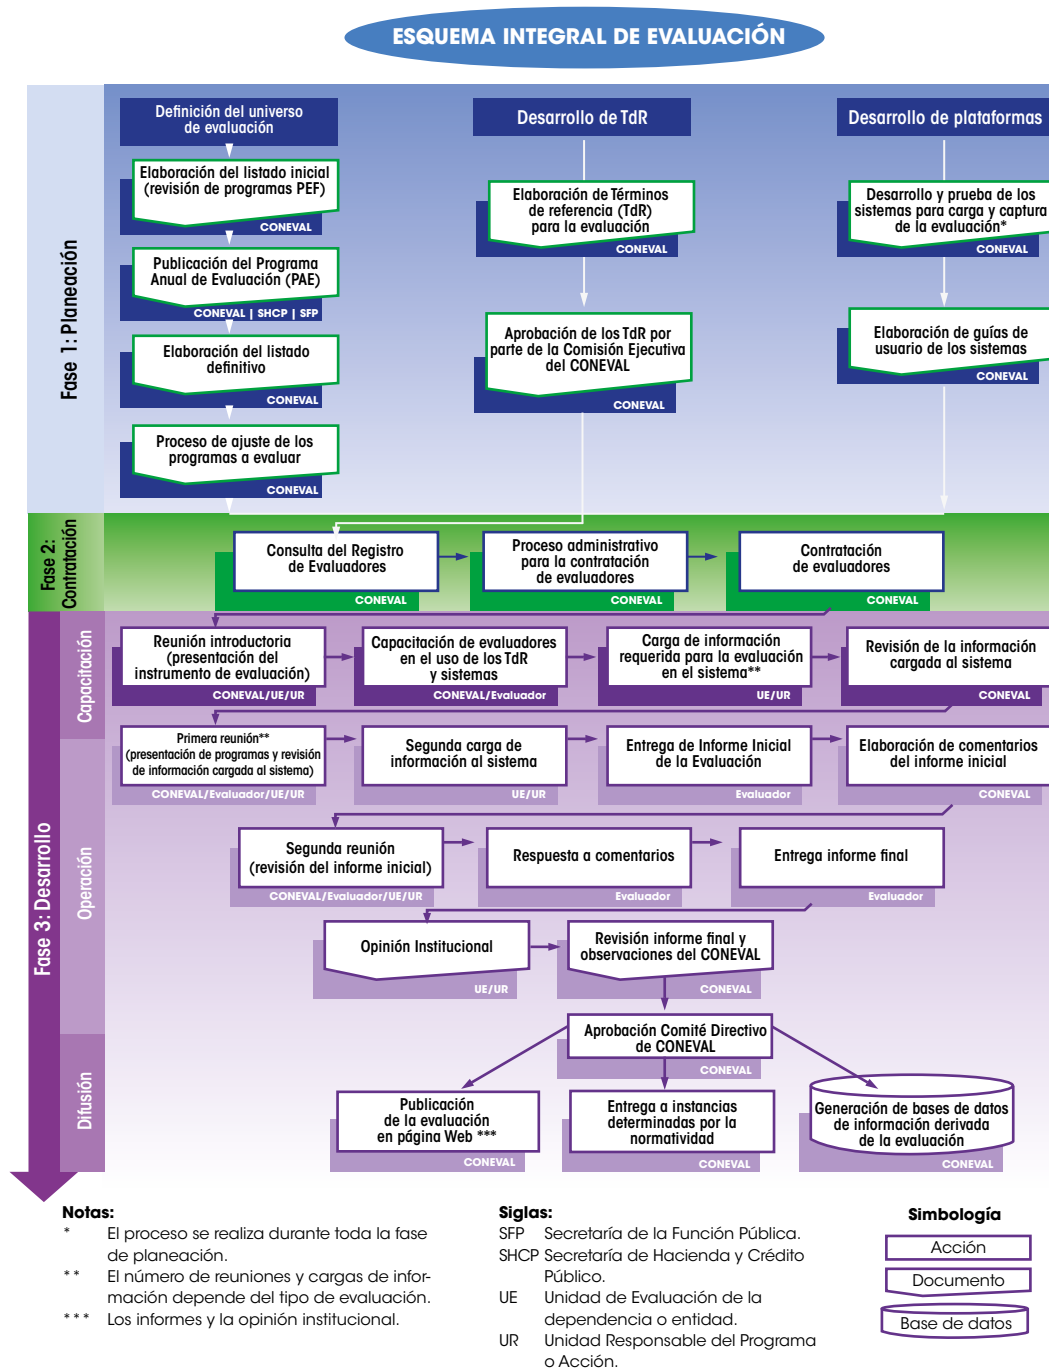 ESQUEMA INTEGRAL DE EVALUACIÓN
Fase 1: Planeación
Definición del universo
de evaluación
Elaboración del listado inicial
(revisión de programas PEF)
CONEVAL
Publicación del Programa
Anual de Evaluación (PAE)
CONEVAL | SHCP | SFP
Elaboración del listado
definitivo
CONEVAL
Proceso de ajuste de los
programas a evaluar
CONEVAL
Desarrollo de TdR
Elaboración de Términos
de referencia (TdR)
para la evaluación
CONEVAL
Aprobación de los TdR por
parte de la Comisión Ejecutiva
del CONEVAL
CONEVAL
Desarrollo de plataformas
Desarrollo y prueba de los
sistemas para carga y captura
de la evaluación*
CONEVAL
Elaboración de guías de
usuario de los sistemas
CONEVAL
Fase 2:
Contratación
Consulta del Registro
de Evaluadores
CONEVAL
Proceso administrativo
para la contratación
de evaluadores
CONEVAL
Contratación
de evaluadores
CONEVAL
Fase 3: Desarrollo
Capacitación
Reunión introductoria
(presentación del
instrumento de evaluación)
CONEVAL/UE/UR
Capacitación de evaluadores
en el uso de los TdR
y sistemas
CONEVAL/Evaluador
Carga de información
requerida para la evaluación
en el sistema**
UE/UR
Revisión de la información
cargada al sistema
CONEVAL
Operación
Primera reunión**
(presentación de programas y revisión
de información cargada al sistema)
CONEVAL/Evaluador/UE/UR
Segunda carga de
información al sistema
UE/UR
Entrega de Informe Inicial
de la Evaluación
Evaluador
Elaboración de comentarios
del informe inicial
CONEVAL
Segunda reunión
(revisión del informe inicial)
CONEVAL/Evaluador/UE/UR
Respuesta a comentarios
Evaluador
Entrega informe final
Evaluador
Opinión Institucional
UE/UR
Revisión informe final y
observaciones del CONEVAL
CONEVAL
Difusión
Aprobación Comité Directivo
de CONEVAL
CONEVAL
Publicación
de la evaluación
en página Web ***
CONEVAL
Entrega a instancias
determinadas por la
normatividad
CONEVAL
Generación de bases de datos
de información derivada
de la evaluación
CONEVAL
Notas:
* El proceso se realiza durante toda la fase
de planeación.
** El número de reuniones y cargas de infor-
mación depende del tipo de evaluación.
*** Los informes y la opinión institucional.
Siglas:
SFP Secretaría de la Función Pública.
SHCP Secretaría de Hacienda y Crédito
Público.
UE Unidad de Evaluación de la
dependencia o entidad.
UR Unidad Responsable del Programa
o Acción.
Simbología
Acción
Documento
Base de datos